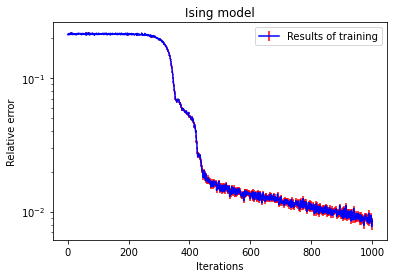 Ising model
Results of training
Relative error
10⁻¹
10⁻²
0 200 400 600 800 1000
Iterations